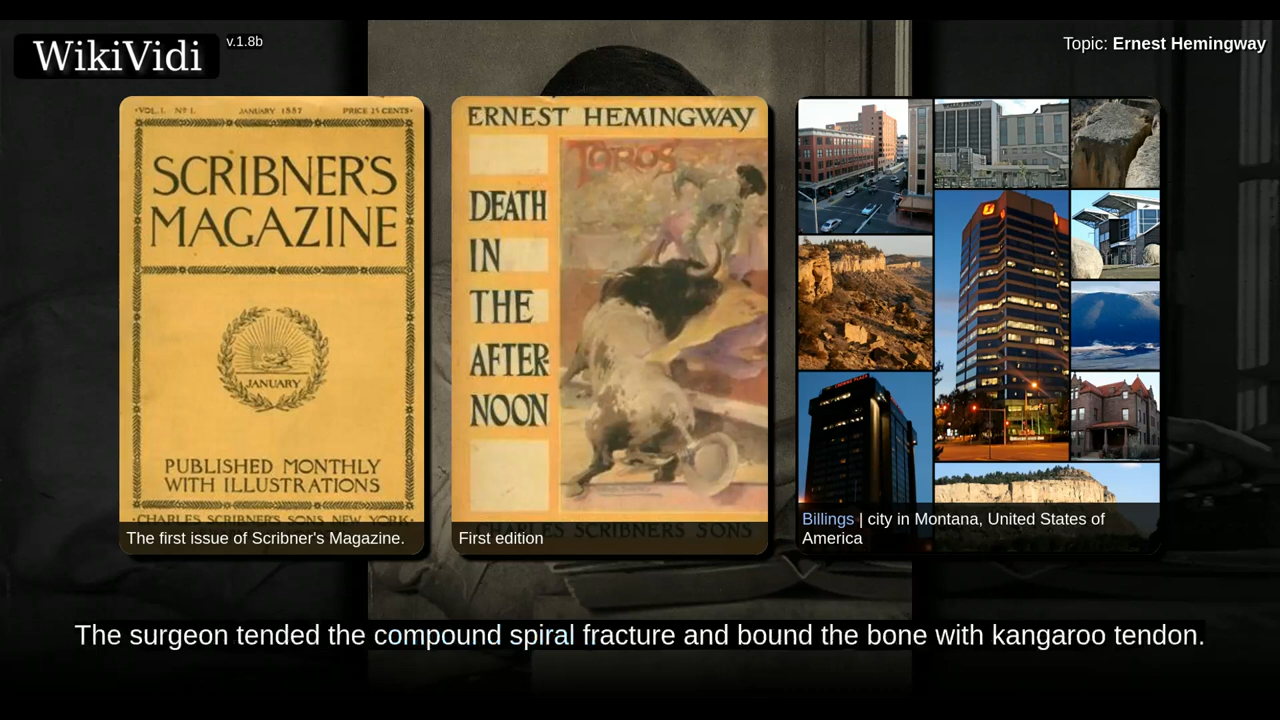 WikiVidi
v.1.8b
Topic: Ernest Hemingway
·VOL. I. Nº 1. JANUARY 1887 PRICE 25 CENTS·
SCRIBNER'S
MAGAZINE
JANUARY
PUBLISHED MONTHLY
WITH ILLUSTRATIONS
·CHARLES SCRIBNER'S SONS, NEW YORK·
The first issue of Scribner's Magazine.
ERNEST HEMINGWAY
TOROS
DEATH
IN
THE
AFTER-
NOON
CHARLES SCRIBNERS SONS
First edition
Billings | city in Montana, United States of
America
The surgeon tended the compound spiral fracture and bound the bone with kangaroo tendon.